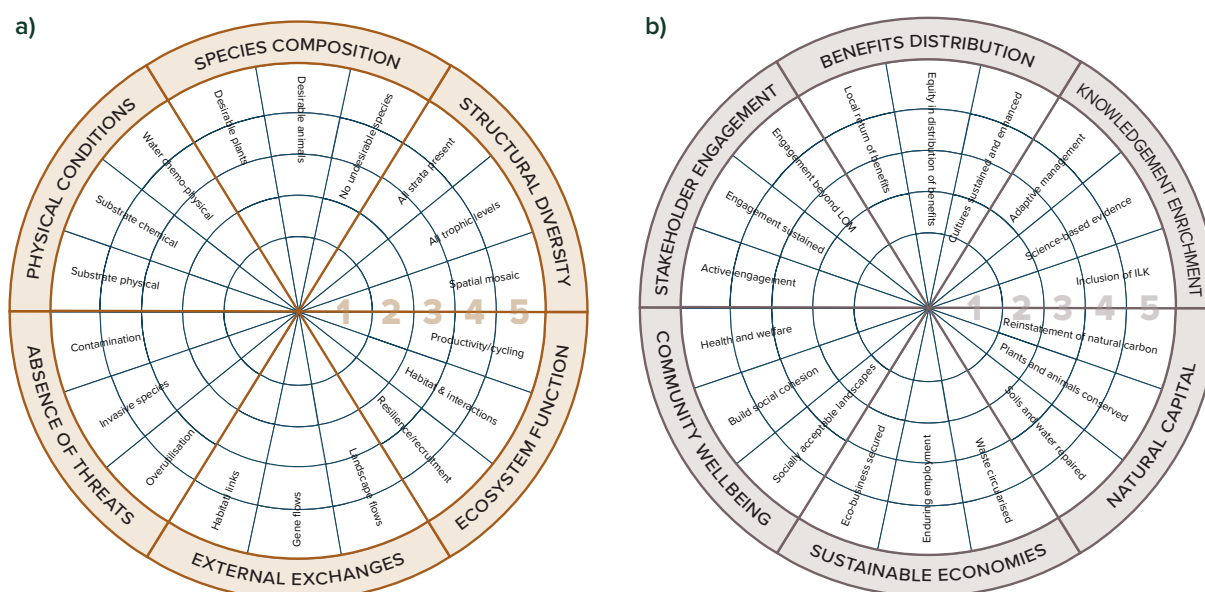 a)
SPECIES COMPOSITION
Desirable plants
Desirable animals
No undesirable species
STRUCTURAL DIVERSITY
All strata present
All trophic levels
Spatial mosaic
ECOSYSTEM FUNCTION
Productivity/cycling
Habitat & interactions
Resilience/recruitment
EXTERNAL EXCHANGES
Landscape flows
Gene flows
Habitat links
ABSENCE OF THREATS
Overutilisation
Invasive species
Contamination
PHYSICAL CONDITIONS
Substrate physical
Substrate chemical
Water chemo-physical
1 2 3 4 5
b)
BENEFITS DISTRIBUTION
Local return of benefits
Equity in distribution of benefits
Cultures sustained and enhanced
KNOWLEDGEMENT ENRICHMENT
Adaptive management
Science-based evidence
Inclusion of ILK
NATURAL CAPITAL
Reinstatement of natural carbon
Plants and animals conserved
Soils and water repaired
SUSTAINABLE ECONOMIES
Waste circularised
Enduring employment
Eco-business secured
COMMUNITY WELLBEING
Socially acceptable landscapes
Build social cohesion
Health and welfare
STAKEHOLDER ENGAGEMENT
Active engagement
Engagement sustained
Engagement beyond LOM
1 2 3 4 5